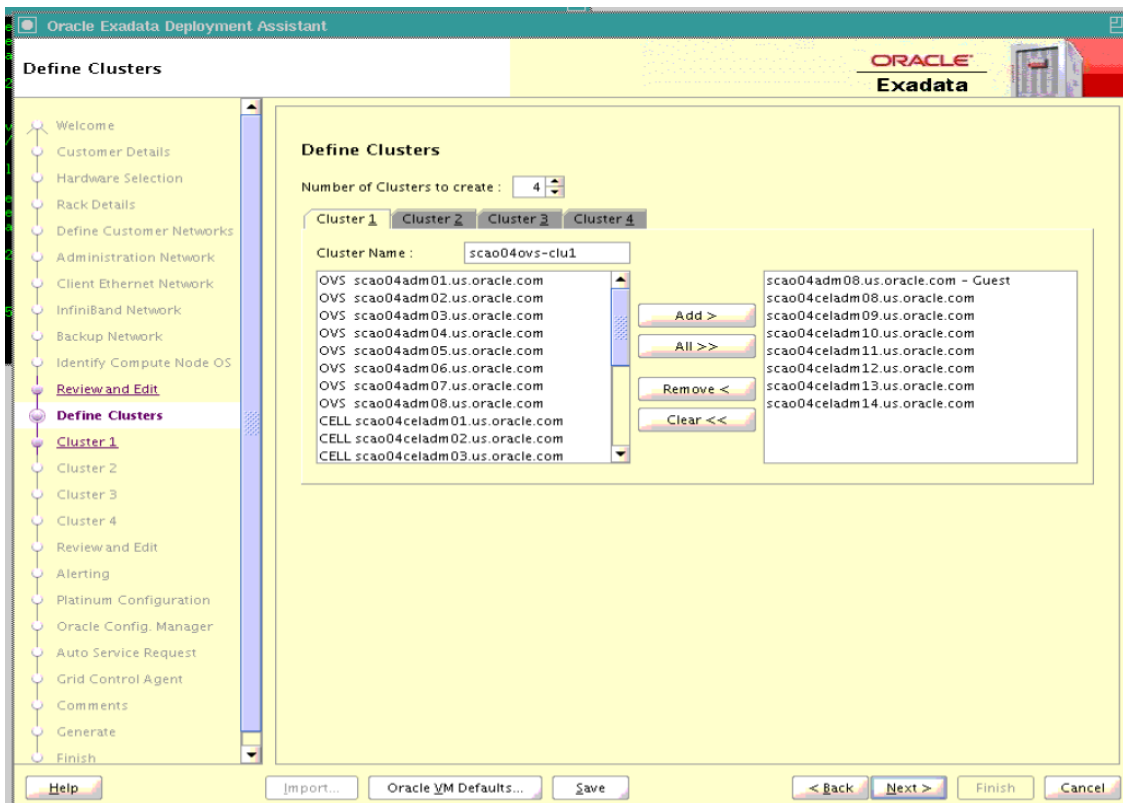 Oracle Exadata Deployment Assistant
Define Clusters
ORACLE
Exadata
Welcome
Customer Details
Hardware Selection
Rack Details
Define Customer Networks
Administration Network
Client Ethernet Network
InfiniBand Network
Backup Network
Identify Compute Node OS
Review and Edit
Define Clusters
Cluster 1
Cluster 2
Cluster 3
Cluster 4
Review and Edit
Alerting
Platinum Configuration
Oracle Config. Manager
Auto Service Request
Grid Control Agent
Comments
Generate
Finish
Define Clusters
Number of Clusters to create : 4
Cluster 1 Cluster 2 Cluster 3 Cluster 4
Cluster Name : scao04ovs-clu1
OVS scao04adm01.us.oracle.com
OVS scao04adm02.us.oracle.com
OVS scao04adm03.us.oracle.com
OVS scao04adm04.us.oracle.com
OVS scao04adm05.us.oracle.com
OVS scao04adm06.us.oracle.com
OVS scao04adm07.us.oracle.com
OVS scao04adm08.us.oracle.com
CELL scao04celadm01.us.oracle.com
CELL scao04celadm02.us.oracle.com
CELL scao04celadm03.us.oracle.com
Add >
All >>
Remove <
Clear <<
scao04adm08.us.oracle.com - Guest
scao04celadm08.us.oracle.com
scao04celadm09.us.oracle.com
scao04celadm10.us.oracle.com
scao04celadm11.us.oracle.com
scao04celadm12.us.oracle.com
scao04celadm13.us.oracle.com
scao04celadm14.us.oracle.com
Help Import... Oracle VM Defaults... Save < Back Next > Finish Cancel